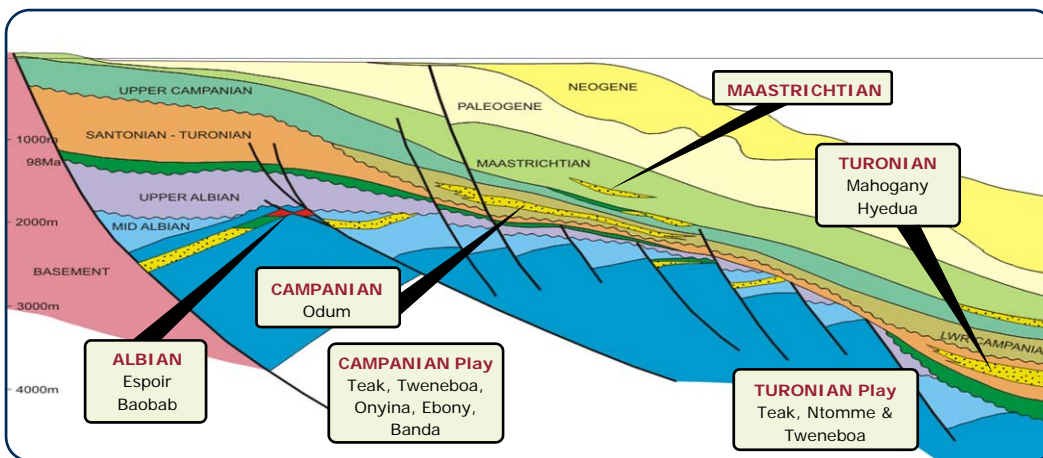 NEOGENE
MAASTRICHTIAN
UPPER CAMPANIAN
PALEOGENE
SANTONIAN - TURONIAN
1000m
98Ma
MAASTRICHTIAN
TURONIAN
Mahogany
Hyedua
UPPER ALBIAN
2000m
MID ALBIAN
BASEMENT
CAMPANIAN
Odum
3000m
LWR CAMPANIA
ALBIAN
Espoir
Baobab
CAMPANIAN Play
Teak, Tweneboa,
Onyina, Ebony,
Banda
TURONIAN Play
Teak, Ntomme &
Tweneboa
4000m